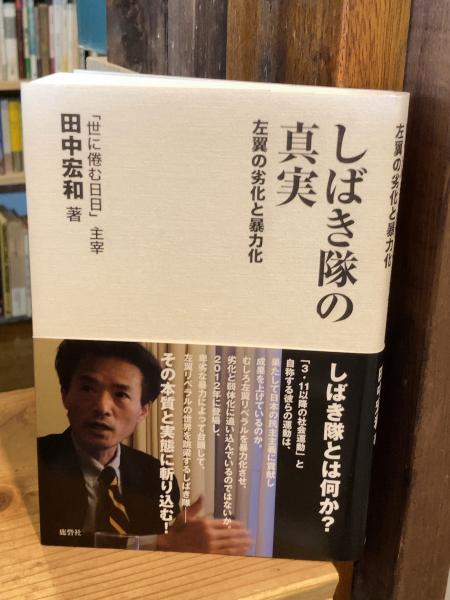 しばき隊の
真実
左翼の劣化と暴力化
「世に倦む日日」主宰
田中宏和 著
左翼の劣化と暴力化
しばき隊とは何か?
「3・11以降の社会運動」と
自称する彼らの運動は、
果たして日本の民主主義に貢献し
成果を上げているのか。
むしろ左翼リベラルを暴力化させ、
劣化と弱体化に追い込んでいるのではないか。
2012年に登場し、
卑劣な暴力によって台頭して、
左翼リベラルの世界を跳梁するしばき隊――
その本質と実態に斬り込む!
鹿砦社